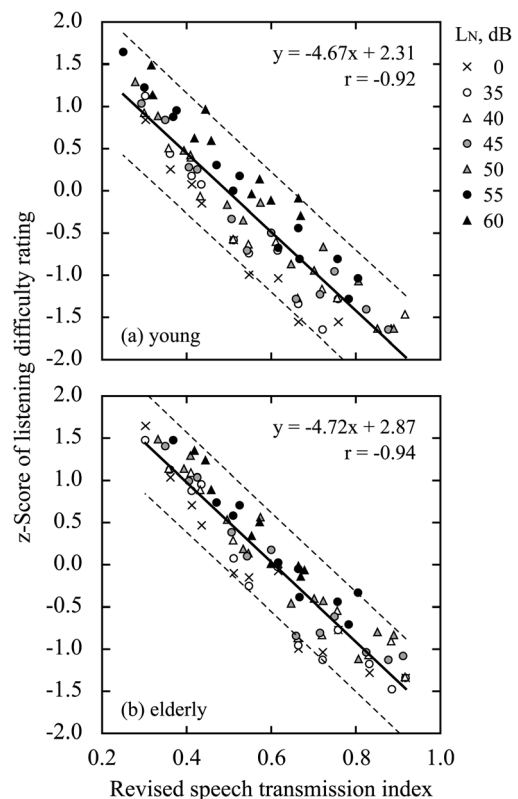 LN, dB
0
35
40
45
50
55
60
2.0
1.5
1.0
0.5
0.0
-0.5
-1.0
-1.5
-2.0
y = -4.67x + 2.31
r = -0.92
(a) young
z-Score of listening difficulty rating
2.0
1.5
1.0
0.5
0.0
-0.5
-1.0
-1.5
-2.0
y = -4.72x + 2.87
r = -0.94
(b) elderly
0.2 0.4 0.6 0.8 1.0
Revised speech transmission index